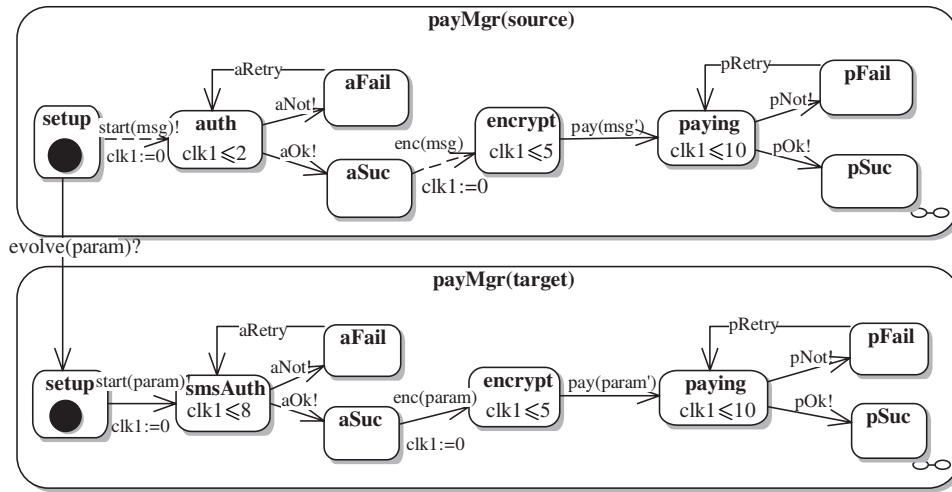 payMgr(source)
aRetry
aFail
pRetry
pFail
setup
start(msg)!
clk1:=0
auth
clk1⩽2
aNot!
aOk!
aSuc
enc(msg)
clk1:=0
encrypt
clk1⩽5
pay(msg')
paying
clk1⩽10
pNot!
pOk!
pSuc
evolve(param)?
payMgr(target)
aRetry
aFail
pRetry
pFail
setup
start(param)
clk1:=0
smsAuth
clk1⩽8
aNot!
aOk!
aSuc
enc(param)
clk1:=0
encrypt
clk1⩽5
pay(param')
paying
clk1⩽10
pNot!
pOk!
pSuc